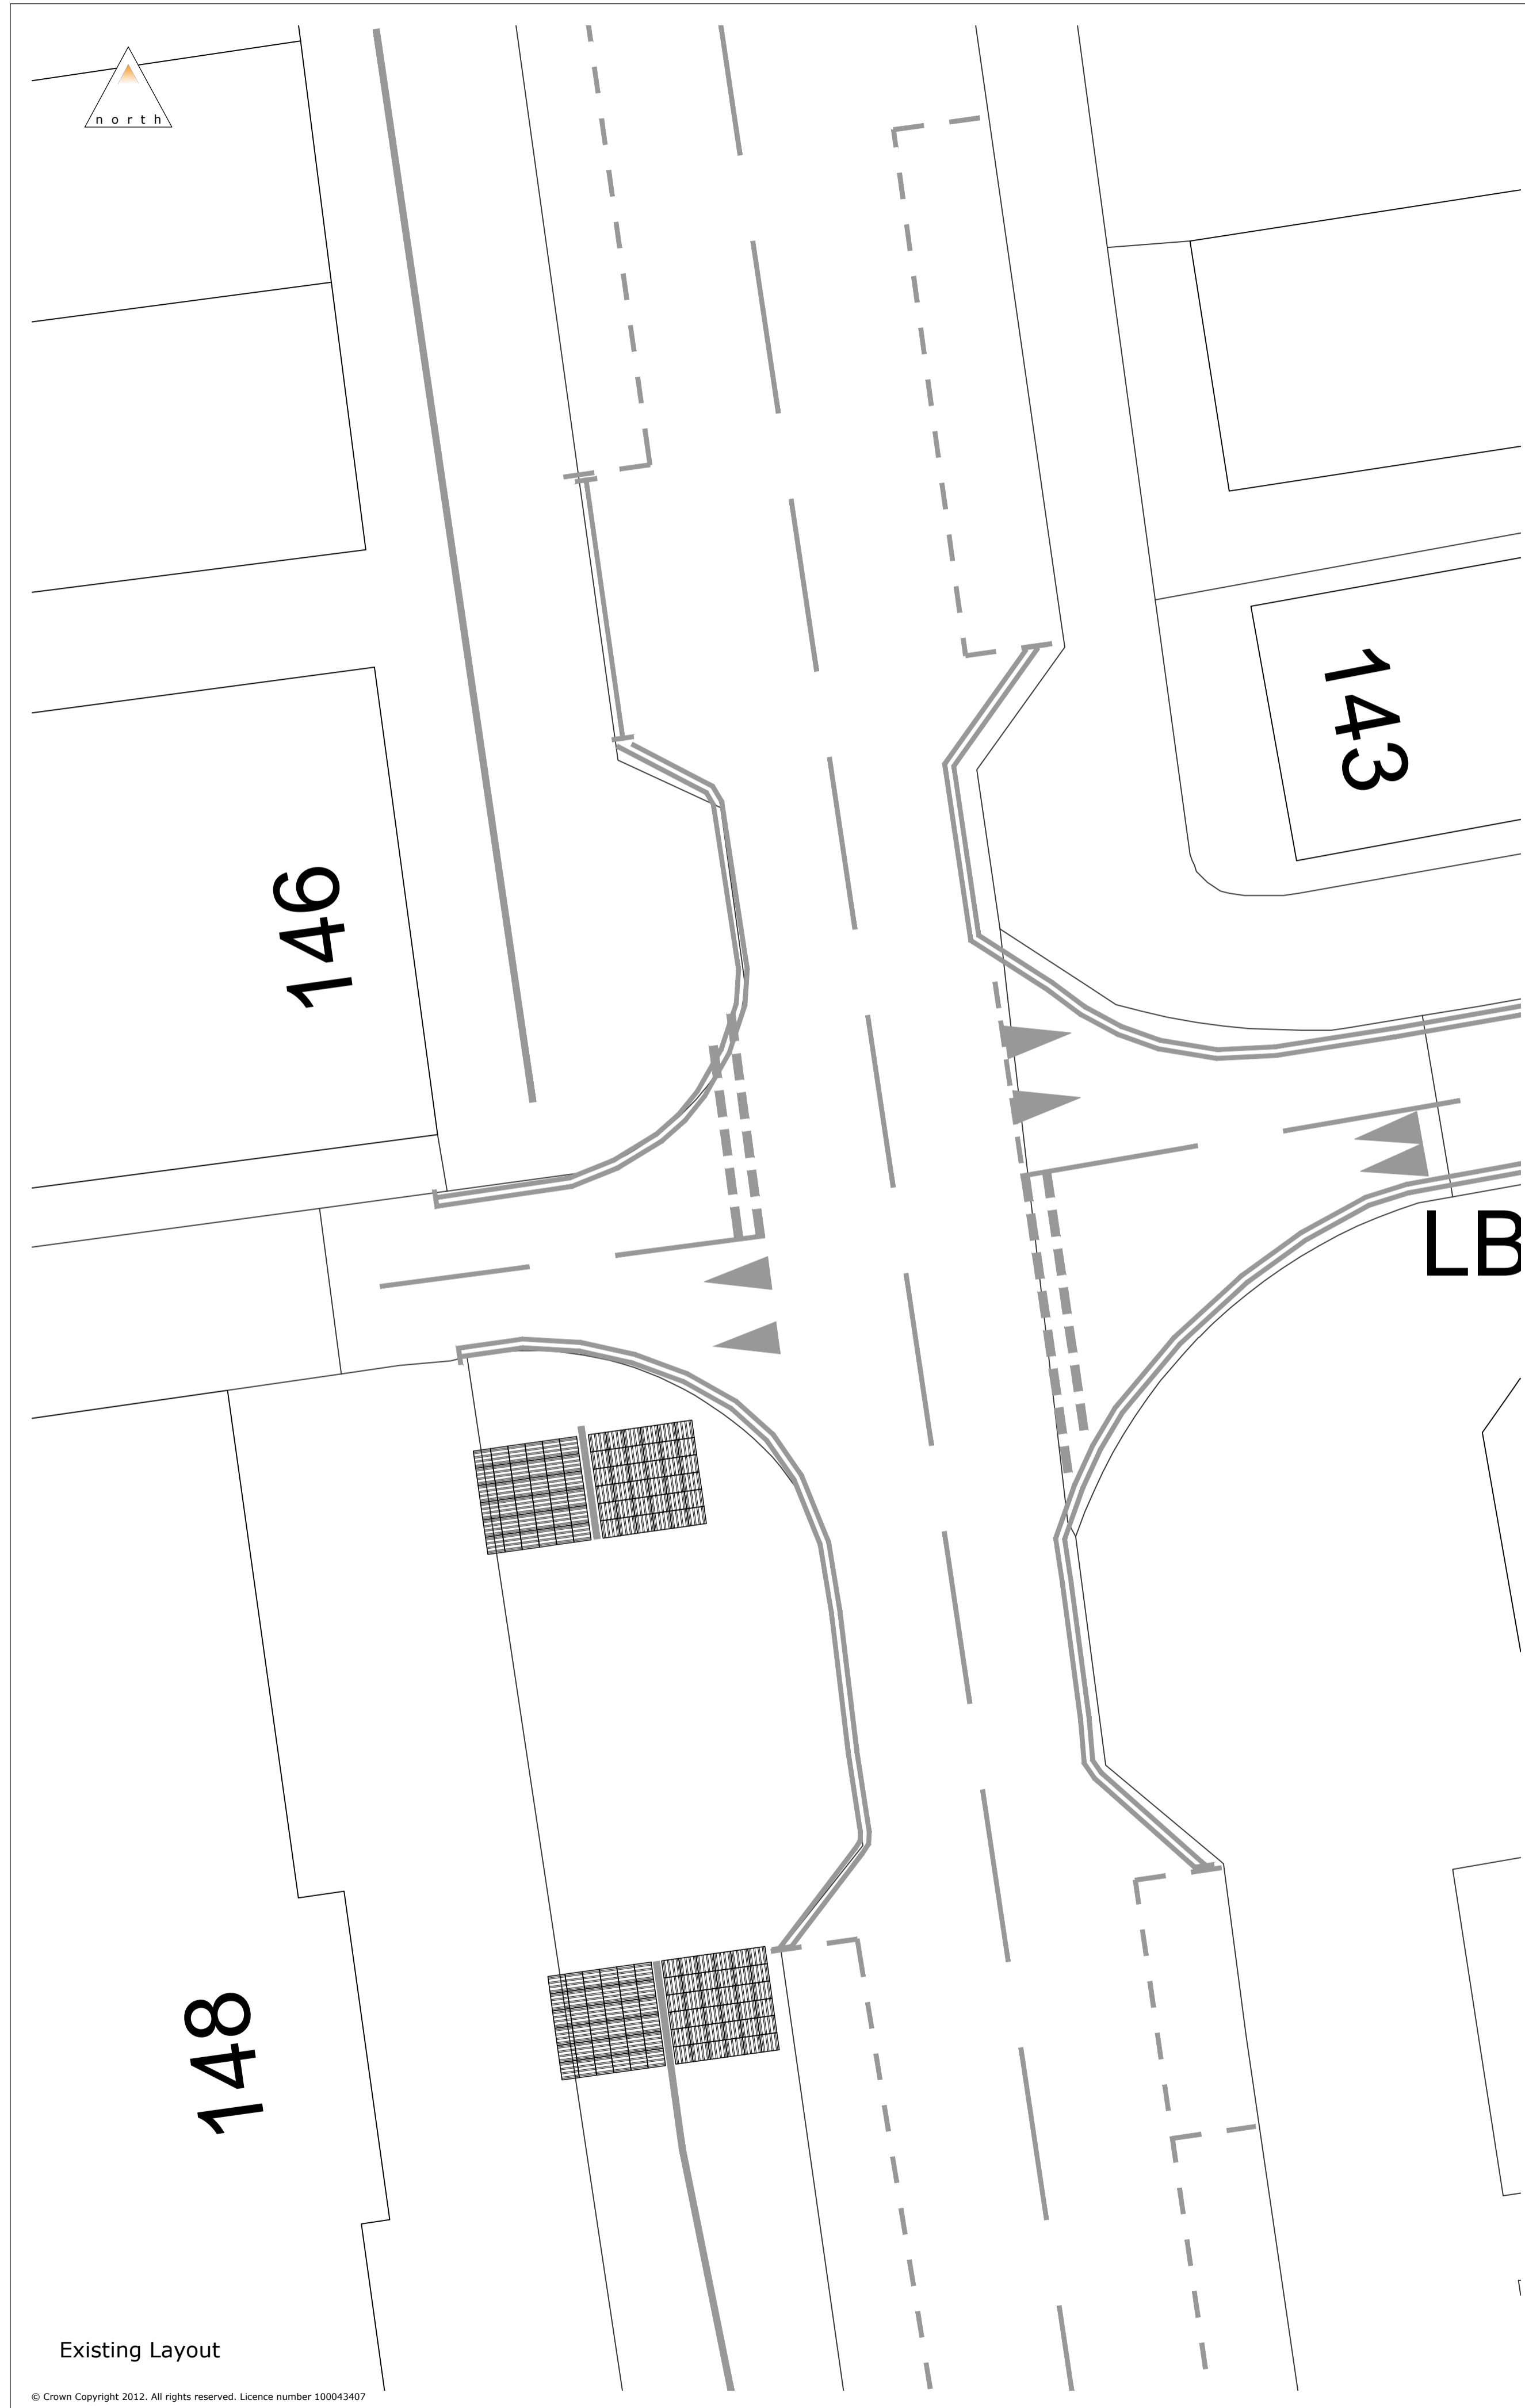 north
143
146
LB
148
Existing Layout
© Crown Copyright 2012. All rights reserved. Licence number 100043407